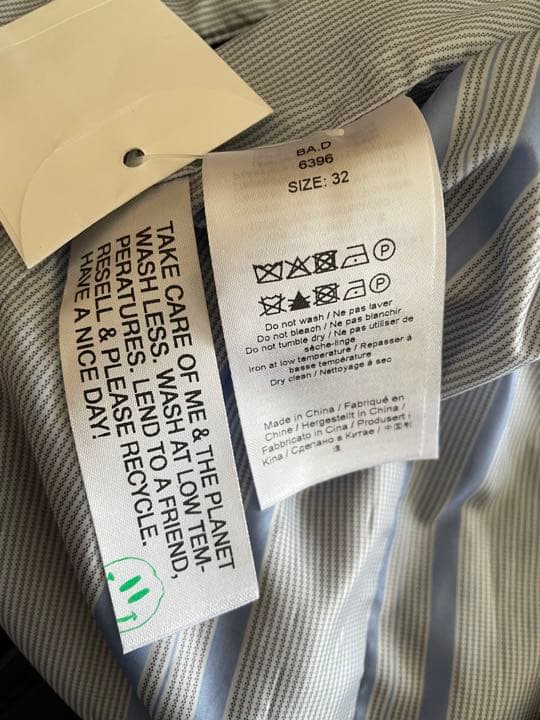 TAKE CARE OF ME & THE PLANET
WASH LESS. WASH AT LOW TEM-
PERATURES. LEND TO A FRIEND,
RESELL & PLEASE RECYCLE.
HAVE A NICE DAY!
BA.D
6396
SIZE: 32
P
P
Do not wash / Ne pas laver
Do not bleach / Ne pas blanchir
Do not tumble dry / Ne pas utiliser de
sèche-linge
Iron at low temperature / Repasser à
basse température
Dry clean / Nettoyage à sec
Made in China / Fabriqué en
Chine / Hergestellt in China /
Fabbricato in Cina / Produsert i
Kina / Сделано в Китае / 中国制
造